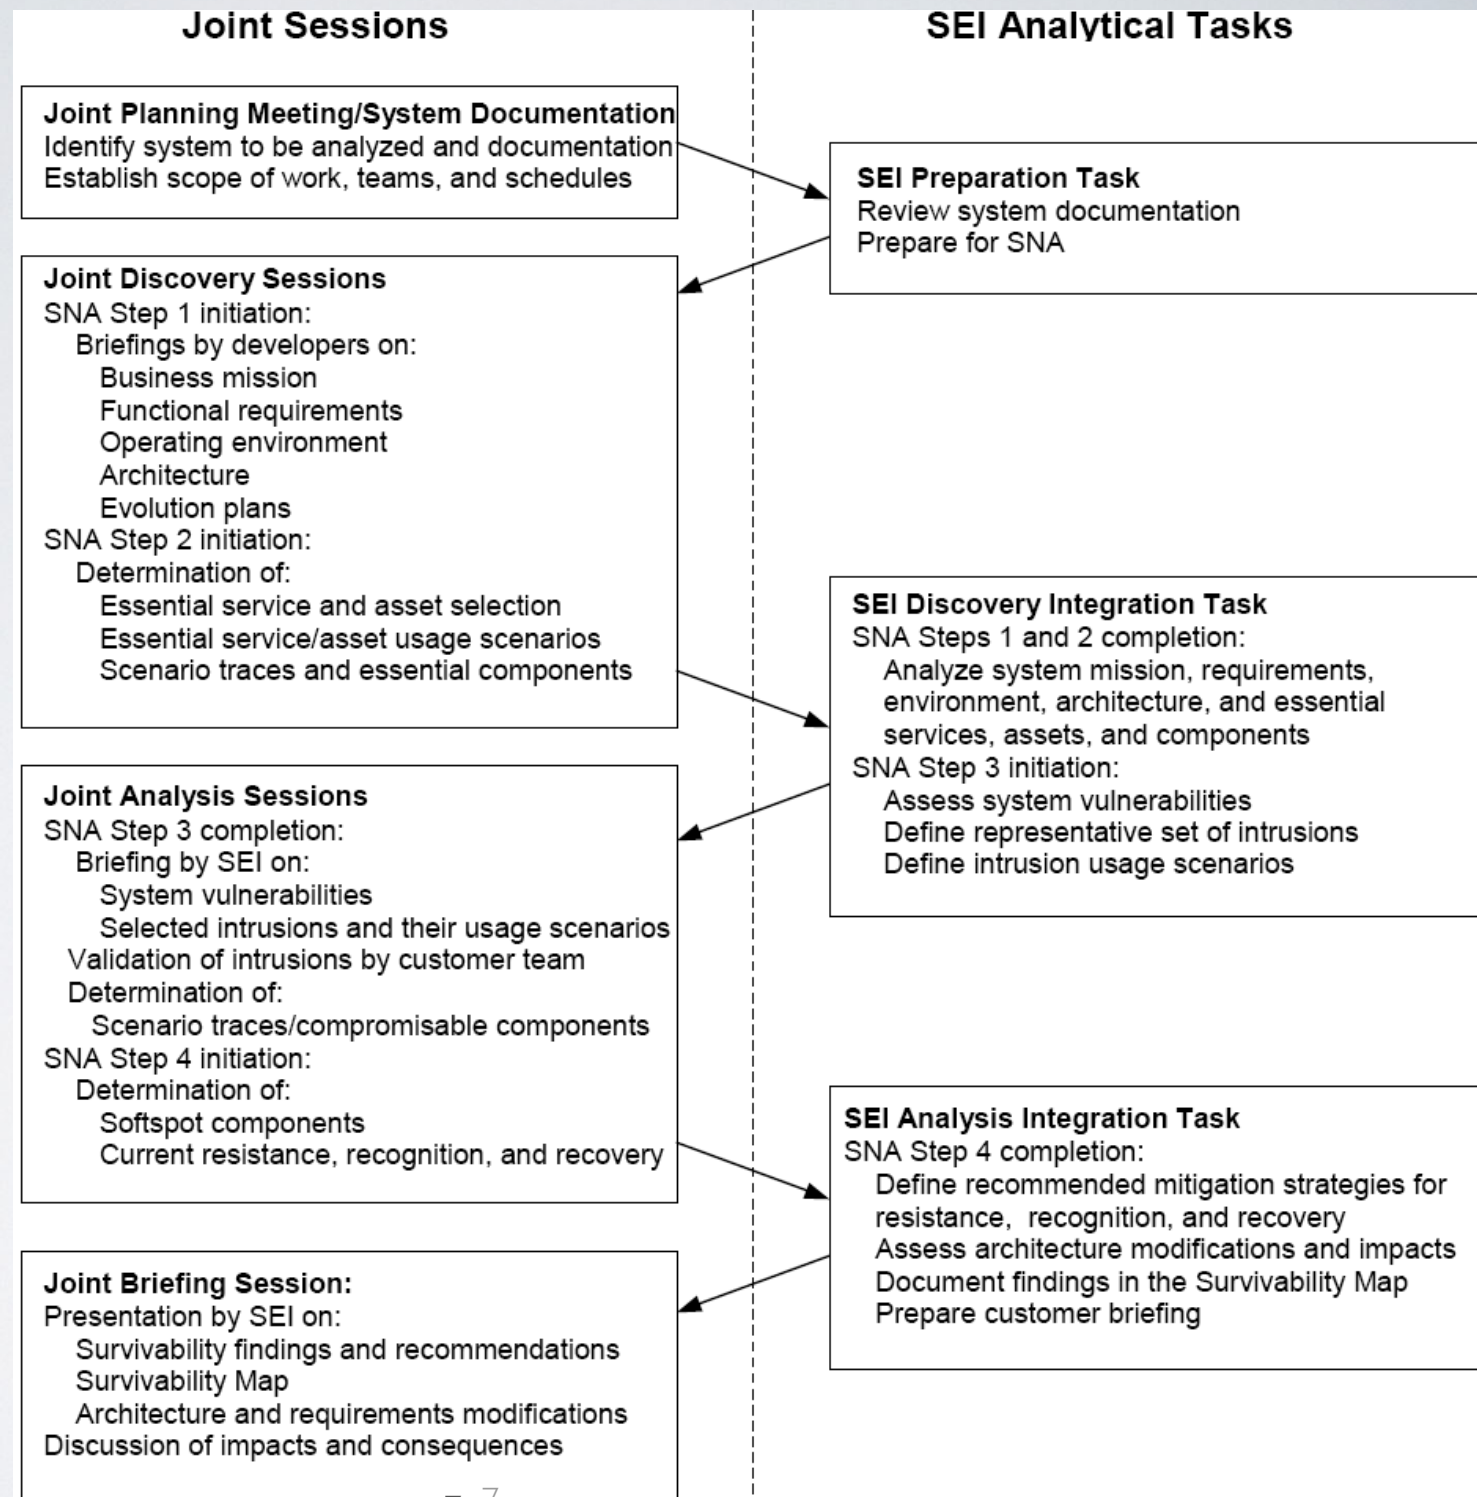 Joint Sessions
Joint Planning Meeting/System Documentation
Identify system to be analyzed and documentation
Establish scope of work, teams, and schedules
Joint Discovery Sessions
SNA Step 1 initiation:
Briefings by developers on:
Business mission
Functional requirements
Operating environment
Architecture
Evolution plans
SNA Step 2 initiation:
Determination of:
Essential service and asset selection
Essential service/asset usage scenarios
Scenario traces and essential components
Joint Analysis Sessions
SNA Step 3 completion:
Briefing by SEI on:
System vulnerabilities
Selected intrusions and their usage scenarios
Validation of intrusions by customer team
Determination of:
Scenario traces/compromisable components
SNA Step 4 initiation:
Determination of:
Softspot components
Current resistance, recognition, and recovery
Joint Briefing Session:
Presentation by SEI on:
Survivability findings and recommendations
Survivability Map
Architecture and requirements modifications
Discussion of impacts and consequences
SEI Analytical Tasks
SEI Preparation Task
Review system documentation
Prepare for SNA
SEI Discovery Integration Task
SNA Steps 1 and 2 completion:
Analyze system mission, requirements,
environment, architecture, and essential
services, assets, and components
SNA Step 3 initiation:
Assess system vulnerabilities
Define representative set of intrusions
Define intrusion usage scenarios
SEI Analysis Integration Task
SNA Step 4 completion:
Define recommended mitigation strategies for
resistance, recognition, and recovery
Assess architecture modifications and impacts
Document findings in the Survivability Map
Prepare customer briefing